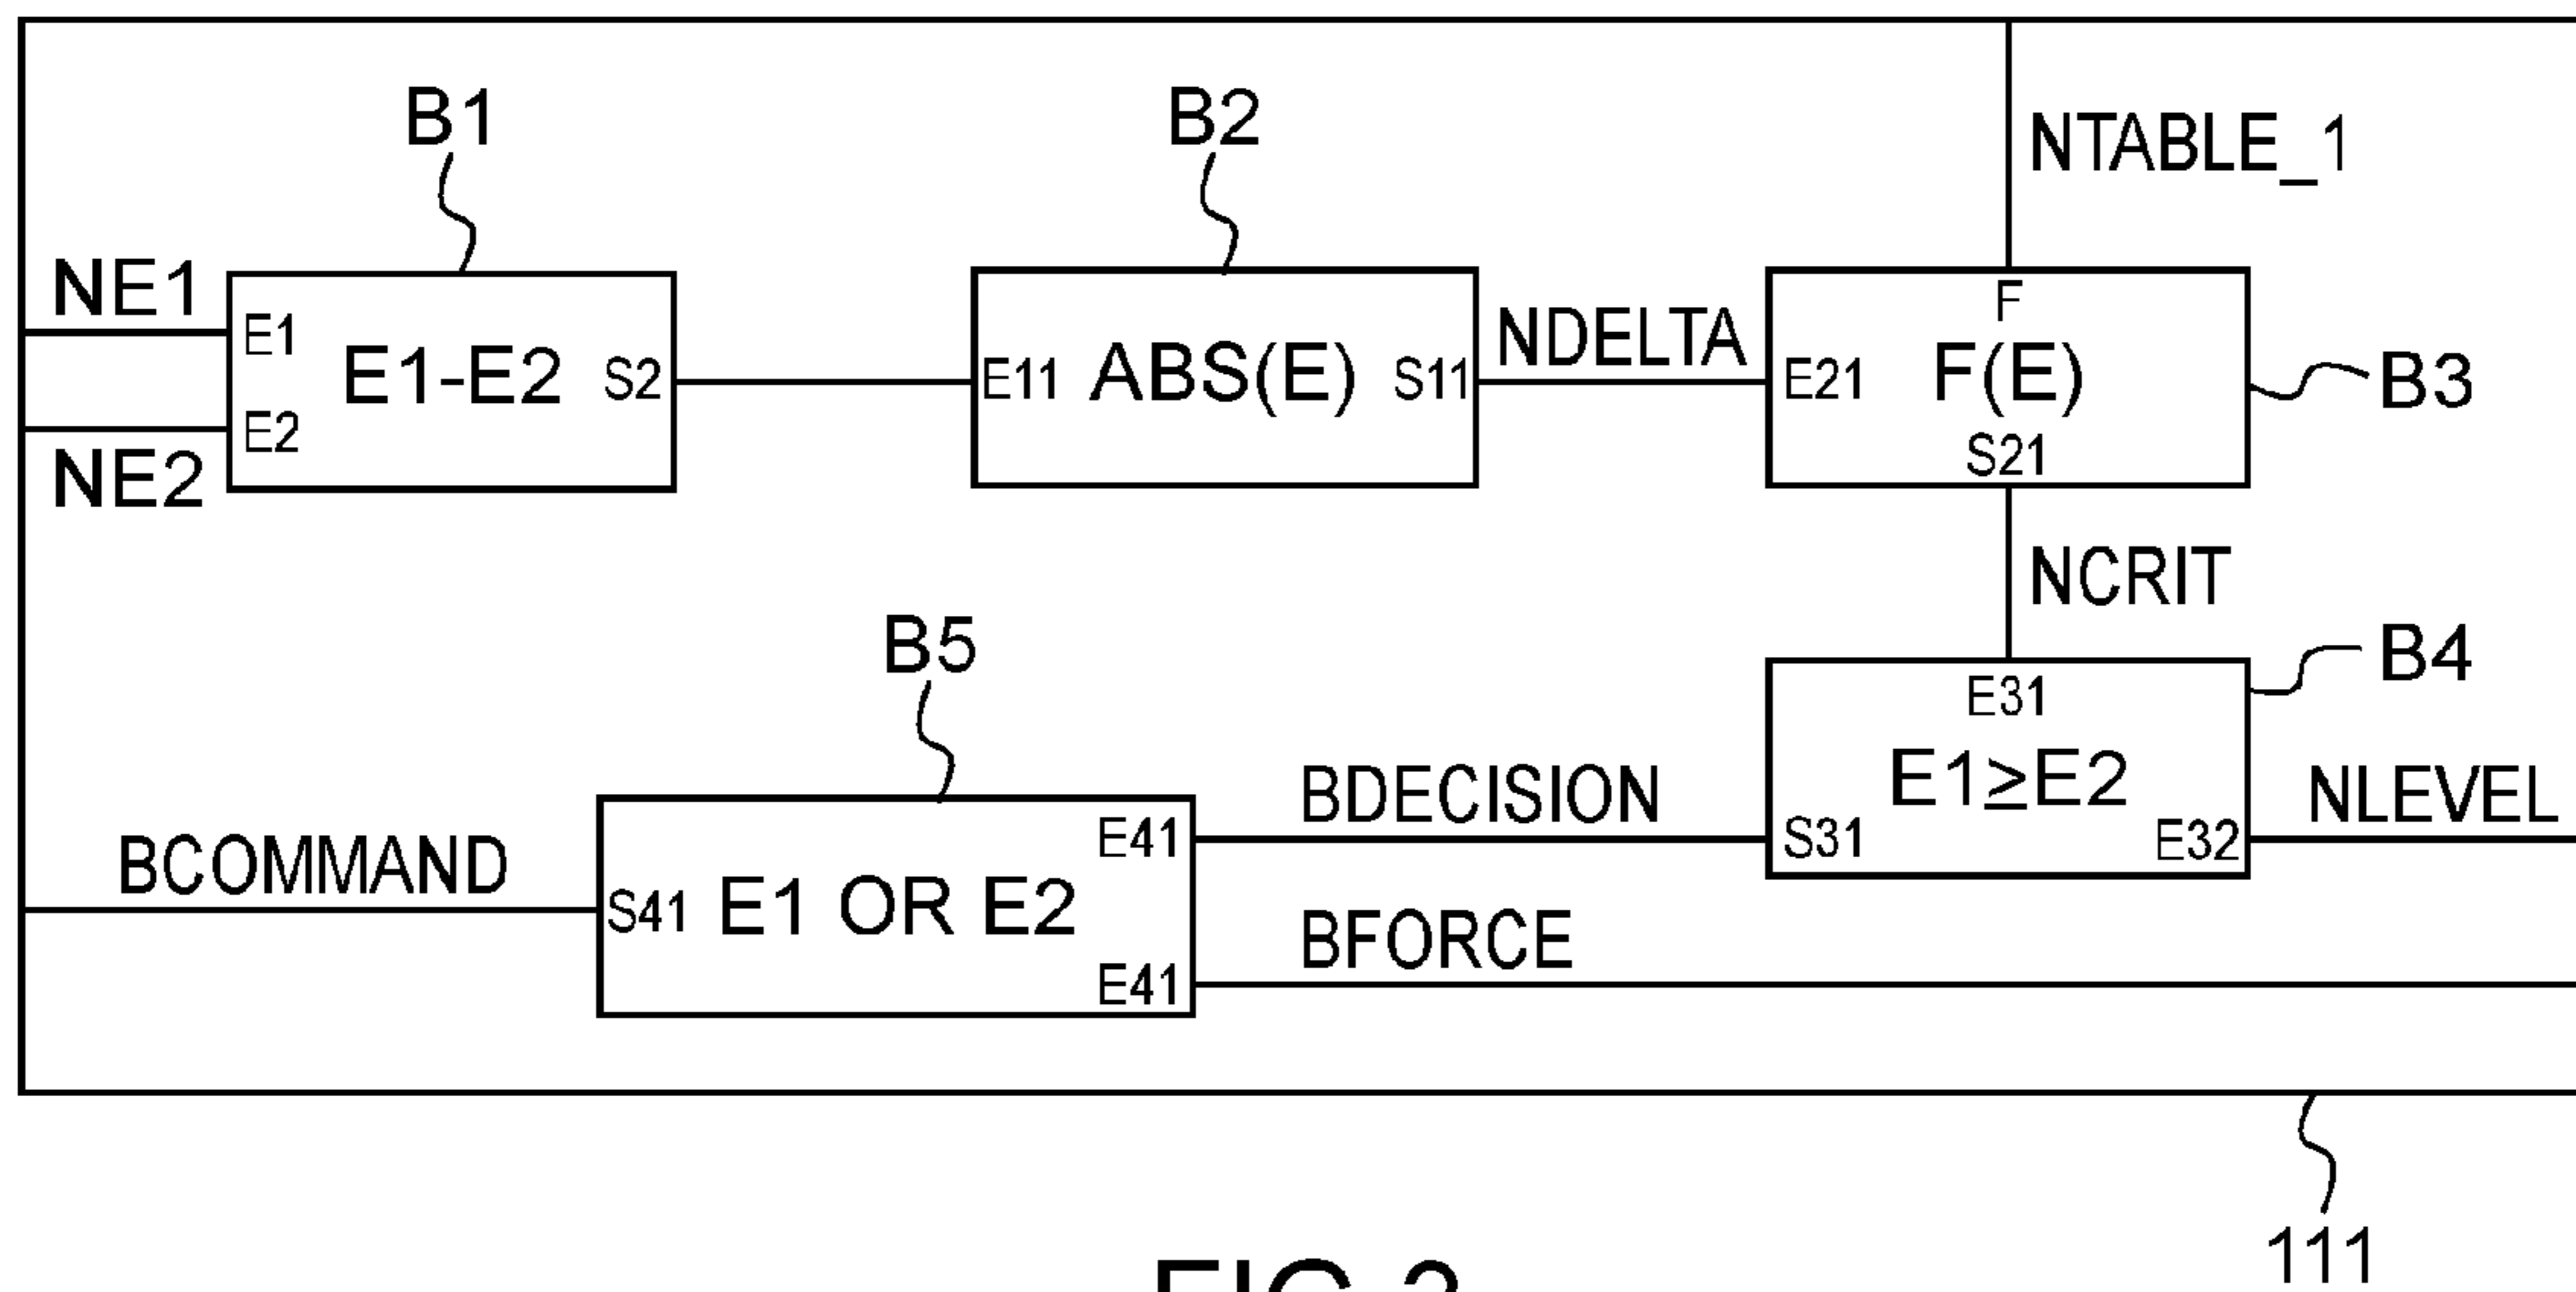 B1
B2
NTABLE_1
NE1
E1
E1-E2
S2
E2
NE2
E11
ABS(E)
S11
NDELTA
F
E21
F(E)
S21
B3
NCRIT
B5
B4
E31
E1≥E2
S31
E32
NLEVEL
BDECISION
BCOMMAND
S41
E1 OR E2
E41
E41
BFORCE
111